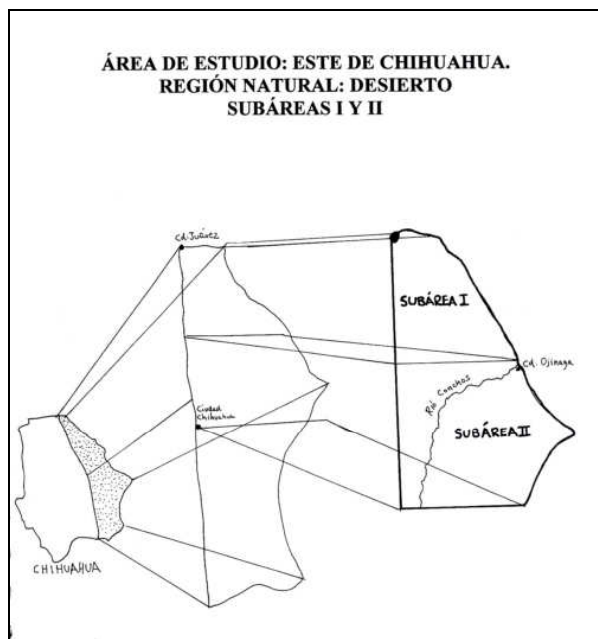 ÁREA DE ESTUDIO: ESTE DE CHIHUAHUA.
REGIÓN NATURAL: DESIERTO
SUBÁREAS I Y II
Cd. Juárez
SUBÁREA I
Cd. Ojinaga
Río Conchos
Ciudad
Chihuahua
SUBÁREA II
CHIHUAHUA